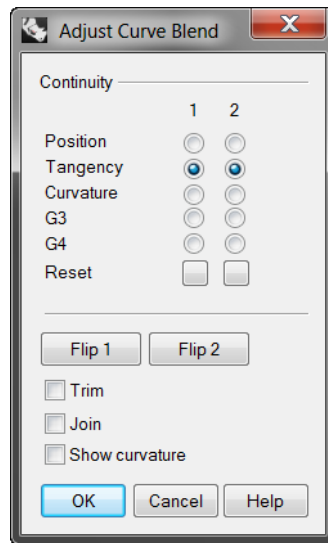 Adjust Curve Blend
Continuity
1 2
Position
Tangency
Curvature
G3
G4
Reset
Flip 1 Flip 2
Trim
Join
Show curvature
OK Cancel Help